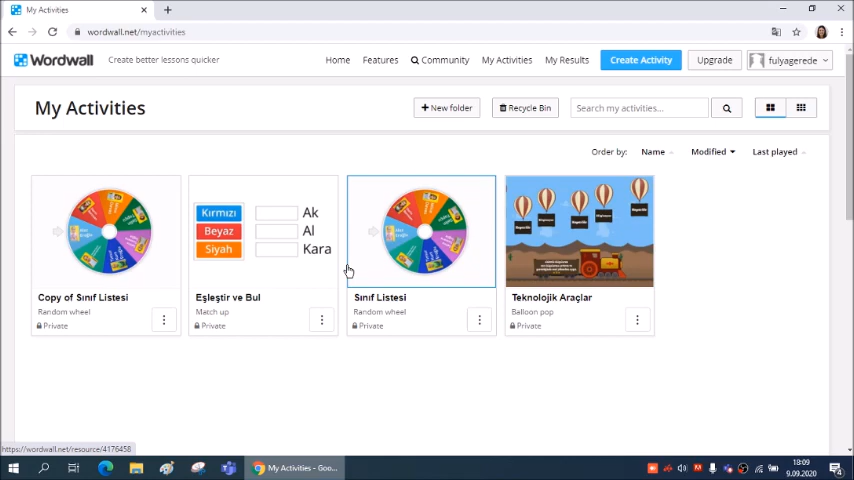 My Activities
wordwall.net/myactivities
Wordwall
Create better lessons quicker
Home
Features
Community
My Activities
My Results
Create Activity
Upgrade
fulyagerede
My Activities
New folder
Recycle Bin
Search my activities...
Order by:
Name
Modified
Last played
Kırmızı
Ak
Beyaz
Al
Siyah
Kara
Copy of Sınıf Listesi
Random wheel
Private
Eşleştir ve Bul
Match up
Private
Sınıf Listesi
Random wheel
Private
Teknolojik Araçlar
Balloon pop
Private
https://wordwall.net/resource/4176458
My Activities - Goo...
18:09
9.09.2020